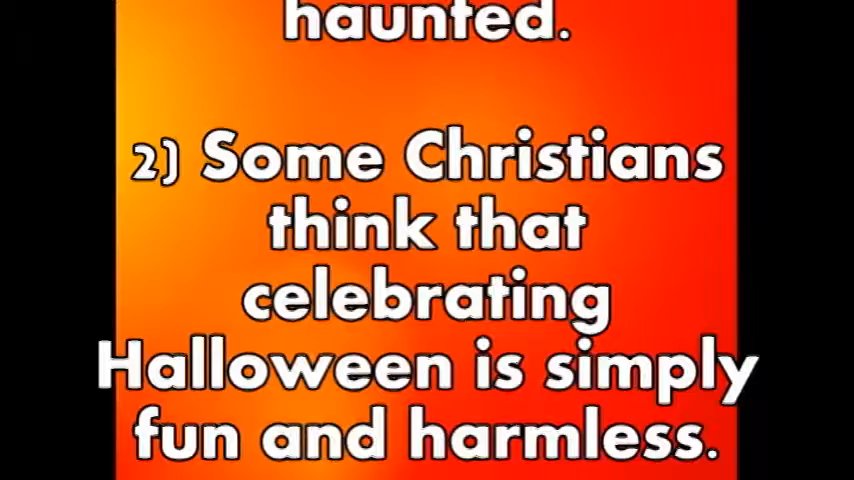 haunted.
2) Some Christians
think that
celebrating
Halloween is simply
fun and harmless.